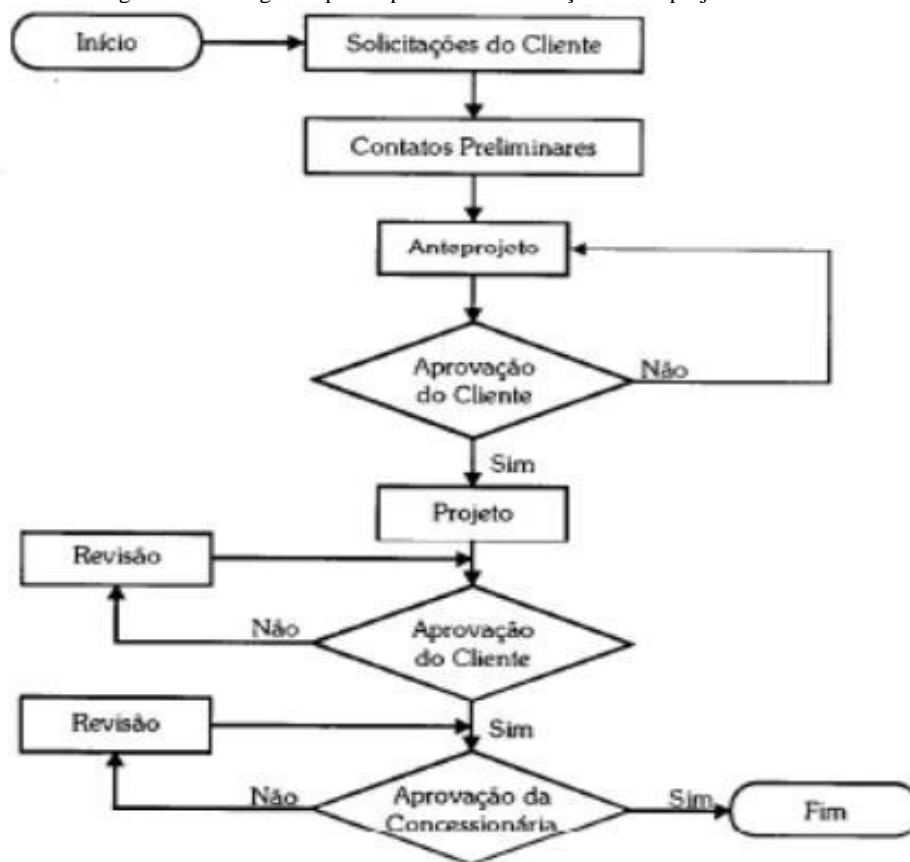 Início
Solicitações do Cliente
Contatos Preliminares
Anteprojeto
Aprovação
do Cliente
Não
Sim
Projeto
Revisão
Não
Aprovação
do Cliente
Revisão
Sim
Não
Aprovação da
Concessionária
Sim
Fim